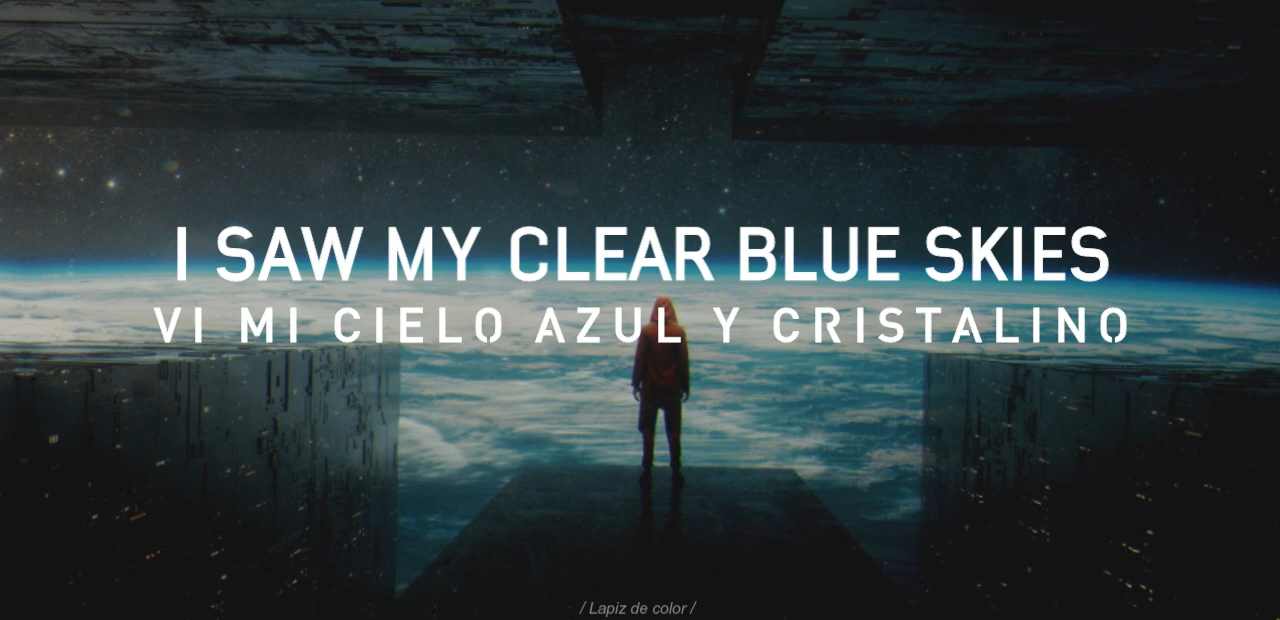 I SAW MY CLEAR BLUE SKIES
VI MI CIELO AZUL Y CRISTALINO
/ Lapiz de color /